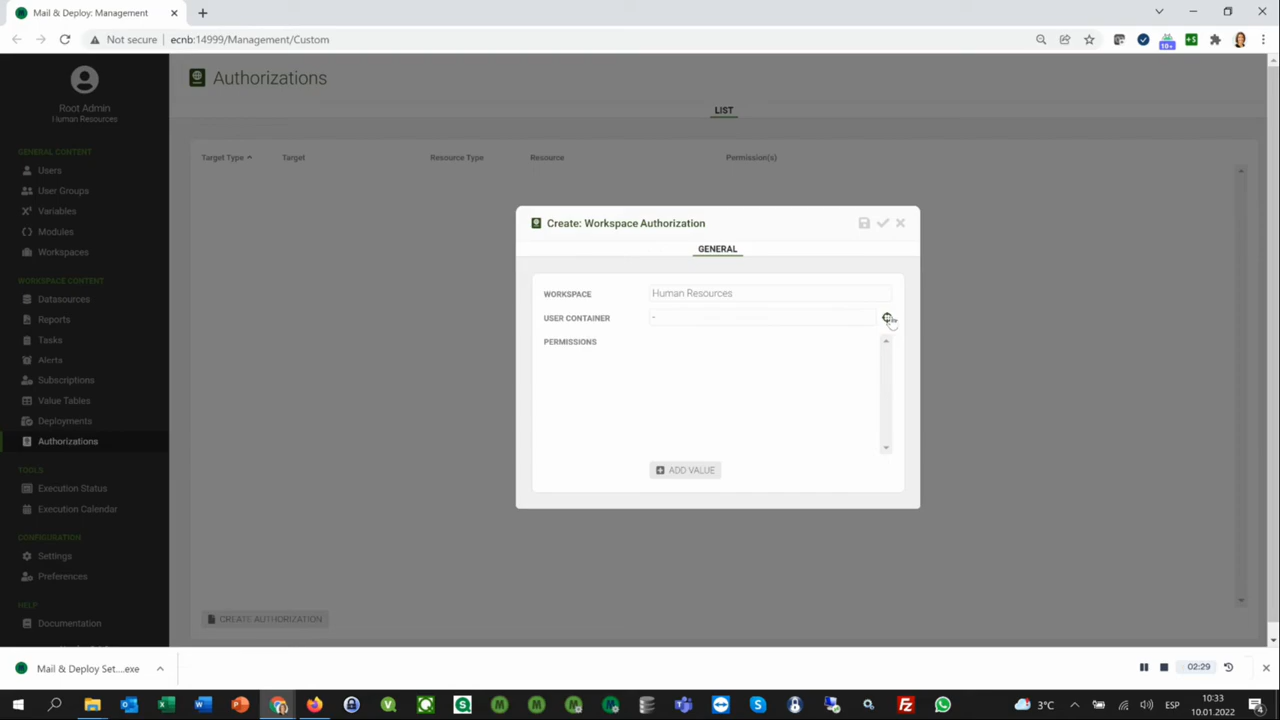 Mail & Deploy: Management
Not secure
ecnb:14999/Management/Custom
18+
Root Admin
Human Resources
GENERAL CONTENT
Users
User Groups
Variables
Modules
Workspaces
WORKSPACE CONTENT
Datasources
Reports
Tasks
Alerta
Subscriptions
Value Tables
Deployments
Authorizations
TOOLS
Execution Status
Execution Calendar
CONFIGURATION
Settings
Preferences
HELP
Documentation
Authorizations
LIST
Target Type
Target
Resource Type
Resource
Permission(s)
Create: Workspace Authorization
GENERAL
WORKSPACE
Human Resources
USER CONTAINER
-
PERMISSIONS
ADD VALUE
CREATE AUTHORIZATION
Mail & Deploy Set....exe
02:29
3°C
10:33
10.01.2022